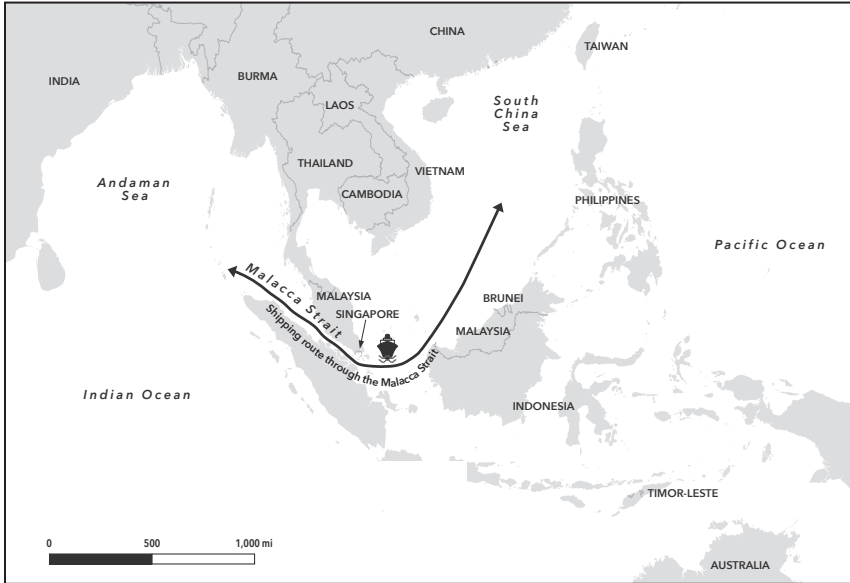 CHINA
TAIWAN
INDIA
BURMA
LAOS
South
China
Sea
THAILAND
VIETNAM
Andaman
Sea
CAMBODIA
PHILIPPINES
Pacific Ocean
Malacca Strait
MALAYSIA
BRUNEI
SINGAPORE
MALAYSIA
Shipping route through the Malacca Strait
Indian Ocean
INDONESIA
TIMOR-LESTE
0 500 1,000 mi
AUSTRALIA